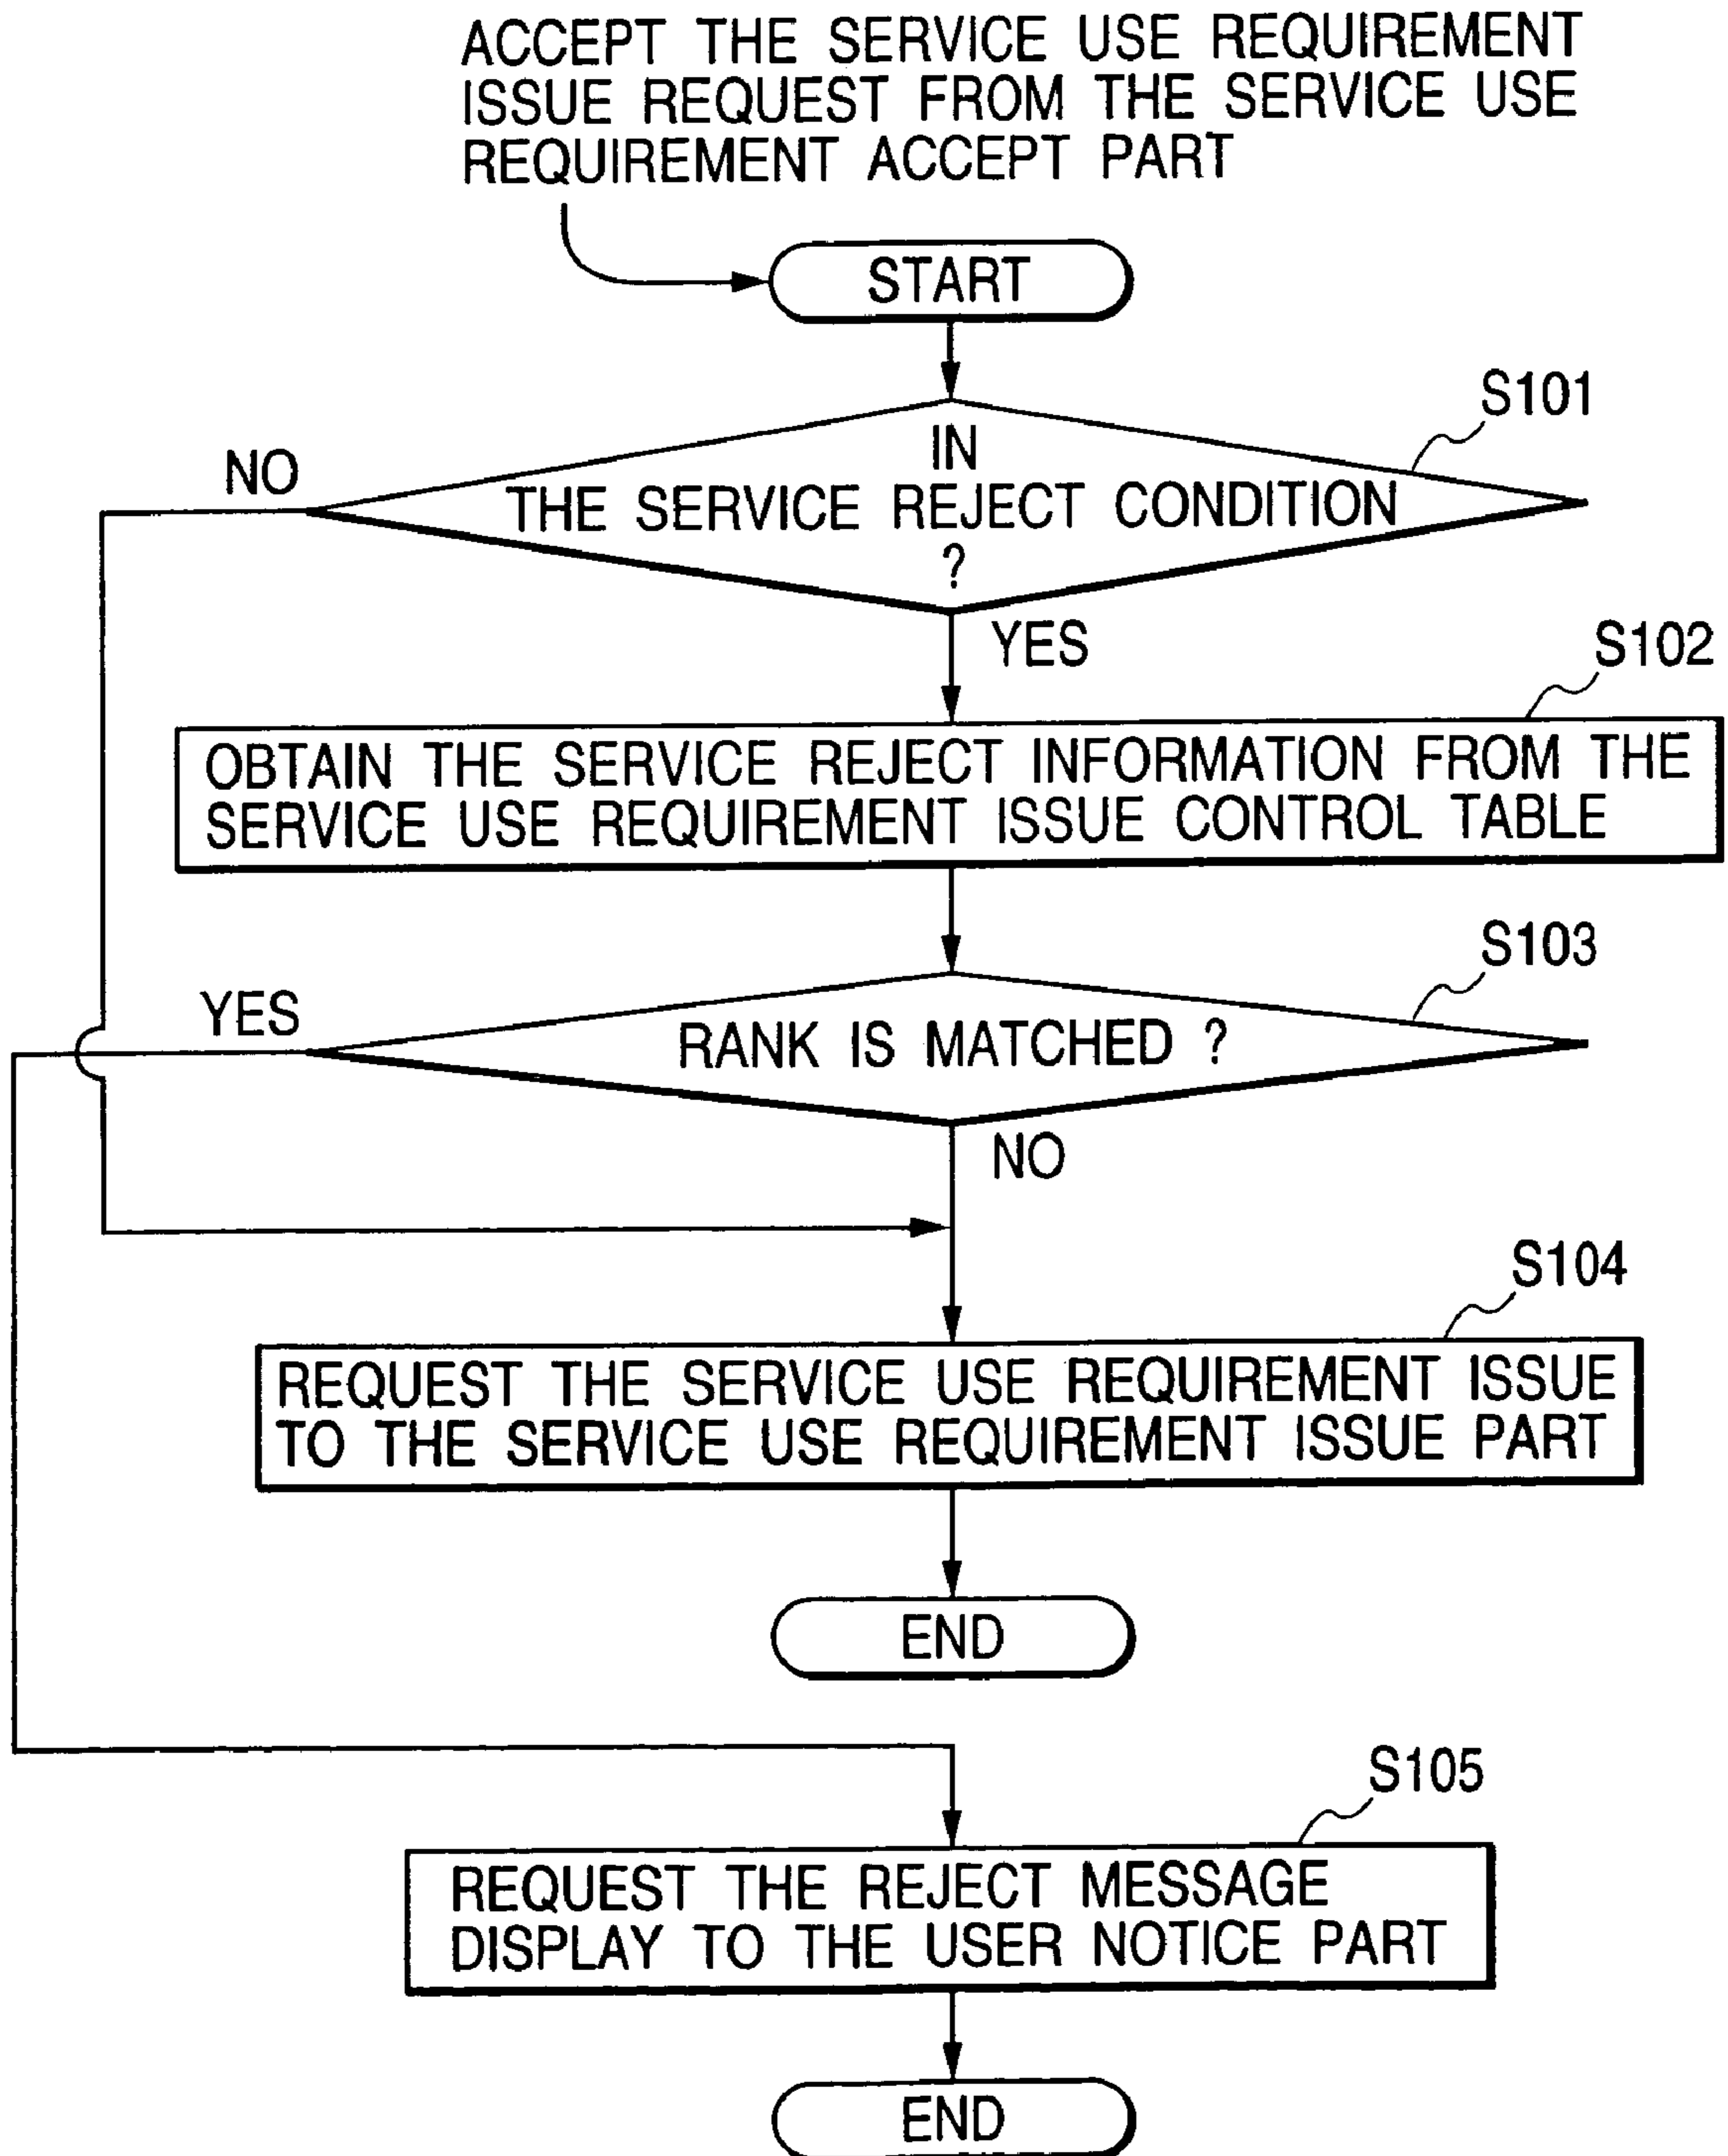 ACCEPT THE SERVICE USE REQUIREMENT
ISSUE REQUEST FROM THE SERVICE USE
REQUIREMENT ACCEPT PART
START
S101
NO
IN
THE SERVICE REJECT CONDITION
?
YES
S102
OBTAIN THE SERVICE REJECT INFORMATION FROM THE
SERVICE USE REQUIREMENT ISSUE CONTROL TABLE
S103
YES
RANK IS MATCHED ?
NO
S104
REQUEST THE SERVICE USE REQUIREMENT ISSUE
TO THE SERVICE USE REQUIREMENT ISSUE PART
END
S105
REQUEST THE REJECT MESSAGE
DISPLAY TO THE USER NOTICE PART
END